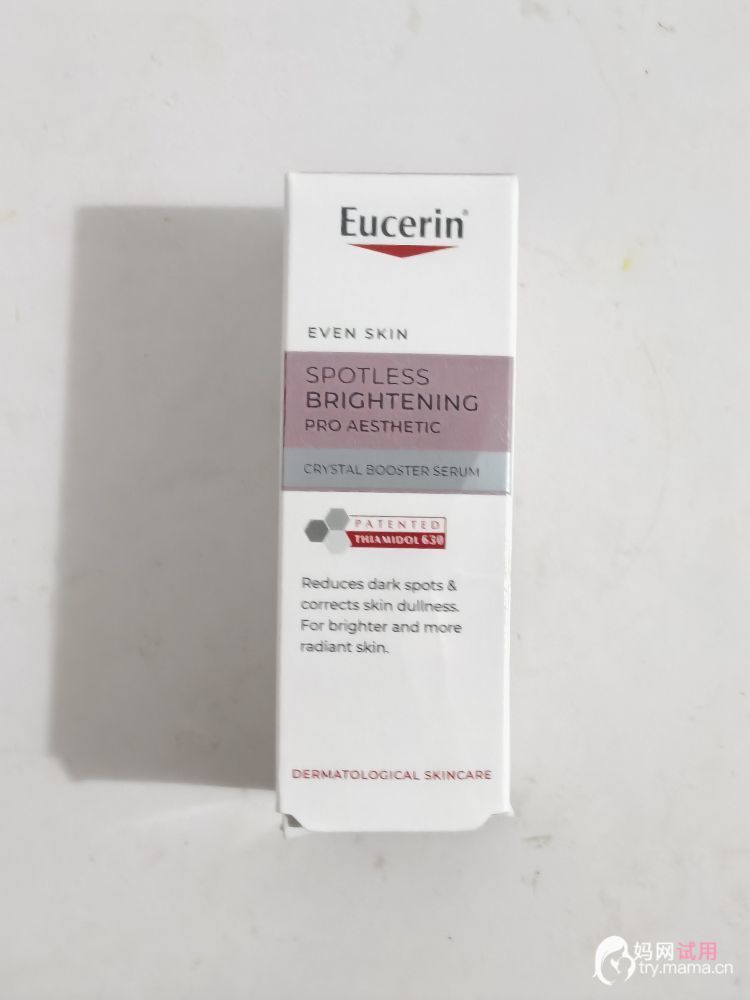 Eucerin®
EVEN SKIN
SPOTLESS
BRIGHTENING
PRO AESTHETIC
CRYSTAL BOOSTER SERUM
PATENTED
THIAMIDOL 630
Reduces dark spots &
corrects skin dullness.
For brighter and more
radiant skin.
DERMATOLOGICAL SKINCARE
妈网试用
try.mama.cn